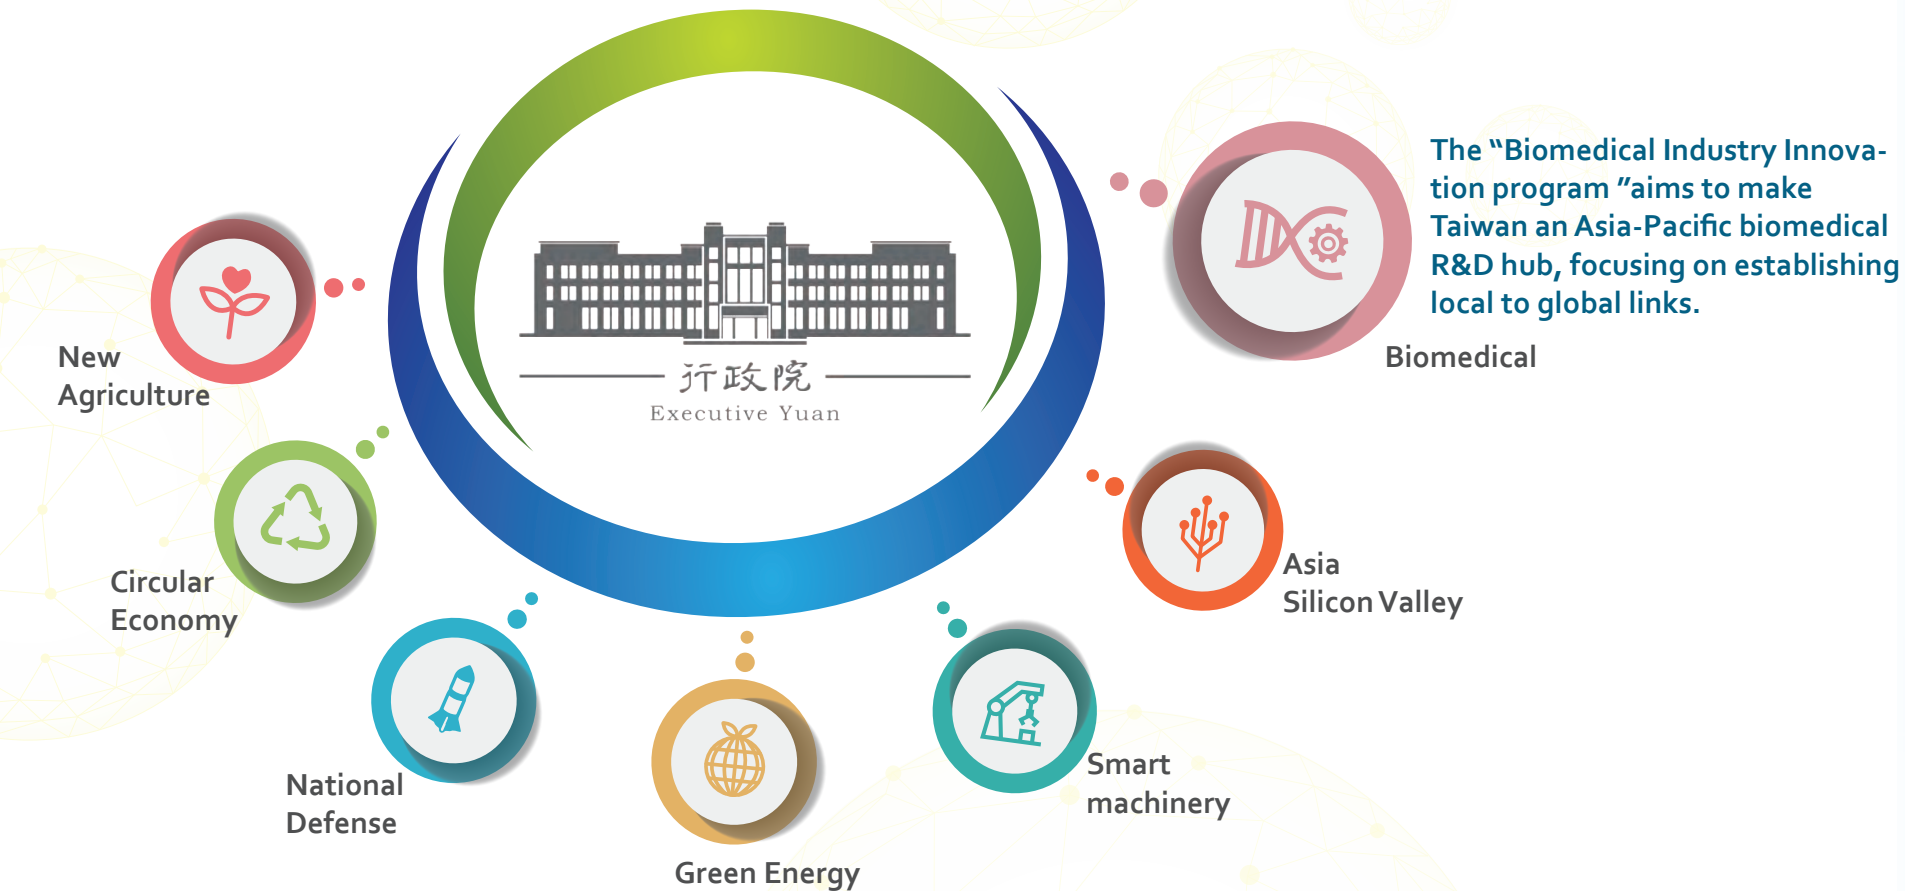 The “Biomedical Industry Innova-
tion program ”aims to make
Taiwan an Asia-Pacific biomedical
R&D hub, focusing on establishing
local to global links.
Biomedical
行政院
Executive Yuan
New
Agriculture
Circular
Economy
National
Defense
Green Energy
Smart
machinery
Asia
Silicon Valley